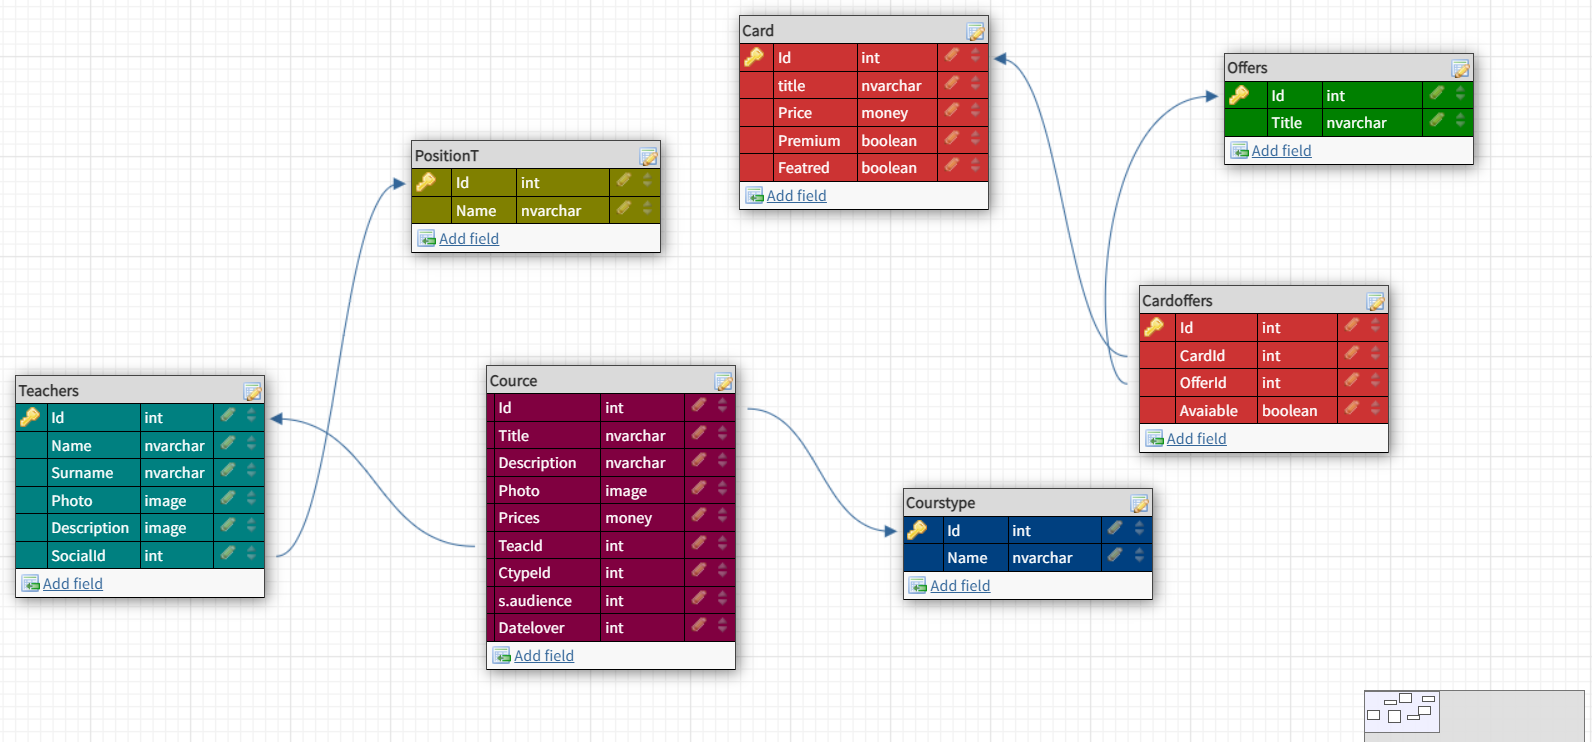 Card
Id int
title nvarchar
Price money
Premium boolean
Featred boolean
Add field
Offers
Id int
Title nvarchar
Add field
PositionT
Id int
Name nvarchar
Add field
Cardoffers
Id int
CardId int
OfferId int
Avaiable boolean
Add field
Teachers
Id int
Name nvarchar
Surname nvarchar
Photo image
Description image
SocialId int
Add field
Cource
Id int
Title nvarchar
Description nvarchar
Photo image
Prices money
TeacId int
CtypeId int
s.audience int
Datelover int
Add field
Courstype
Id int
Name nvarchar
Add field